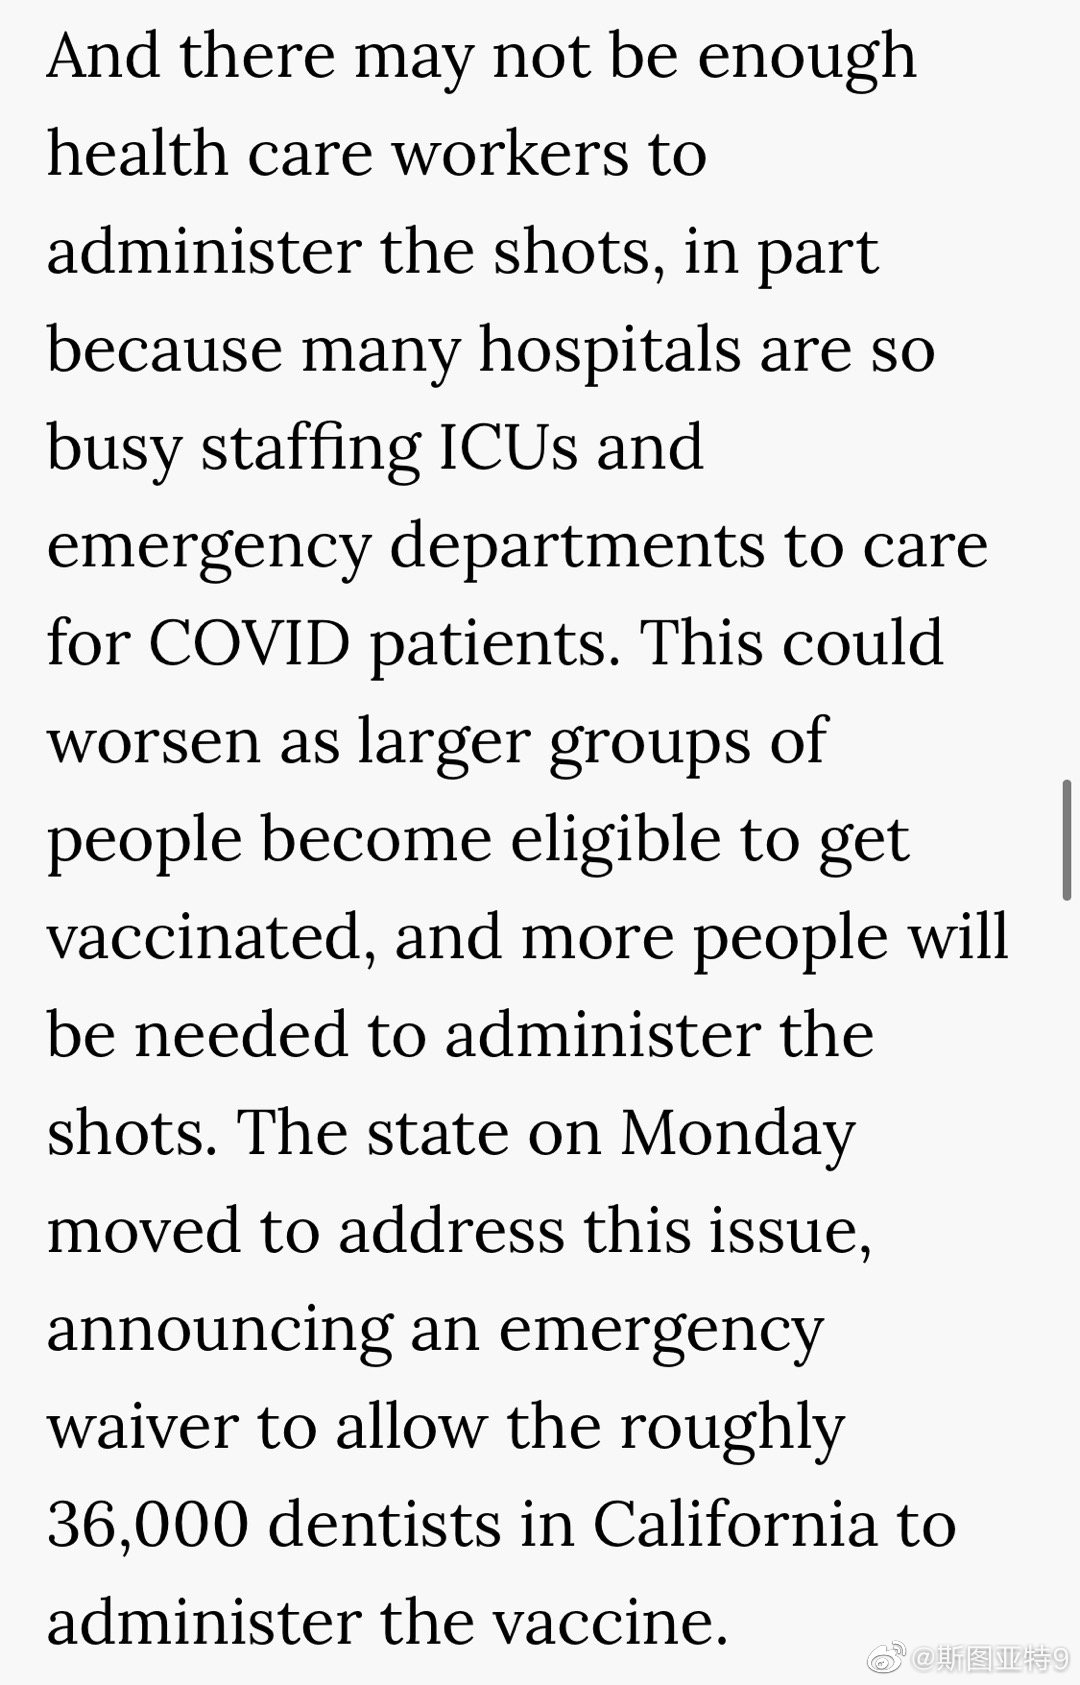 And there may not be enough
health care workers to
administer the shots, in part
because many hospitals are so
busy staffing ICUs and
emergency departments to care
for COVID patients. This could
worsen as larger groups of
people become eligible to get
vaccinated, and more people will
be needed to administer the
shots. The state on Monday
moved to address this issue,
announcing an emergency
waiver to allow the roughly
36,000 dentists in California to
administer the vaccine.
@斯图亚特9